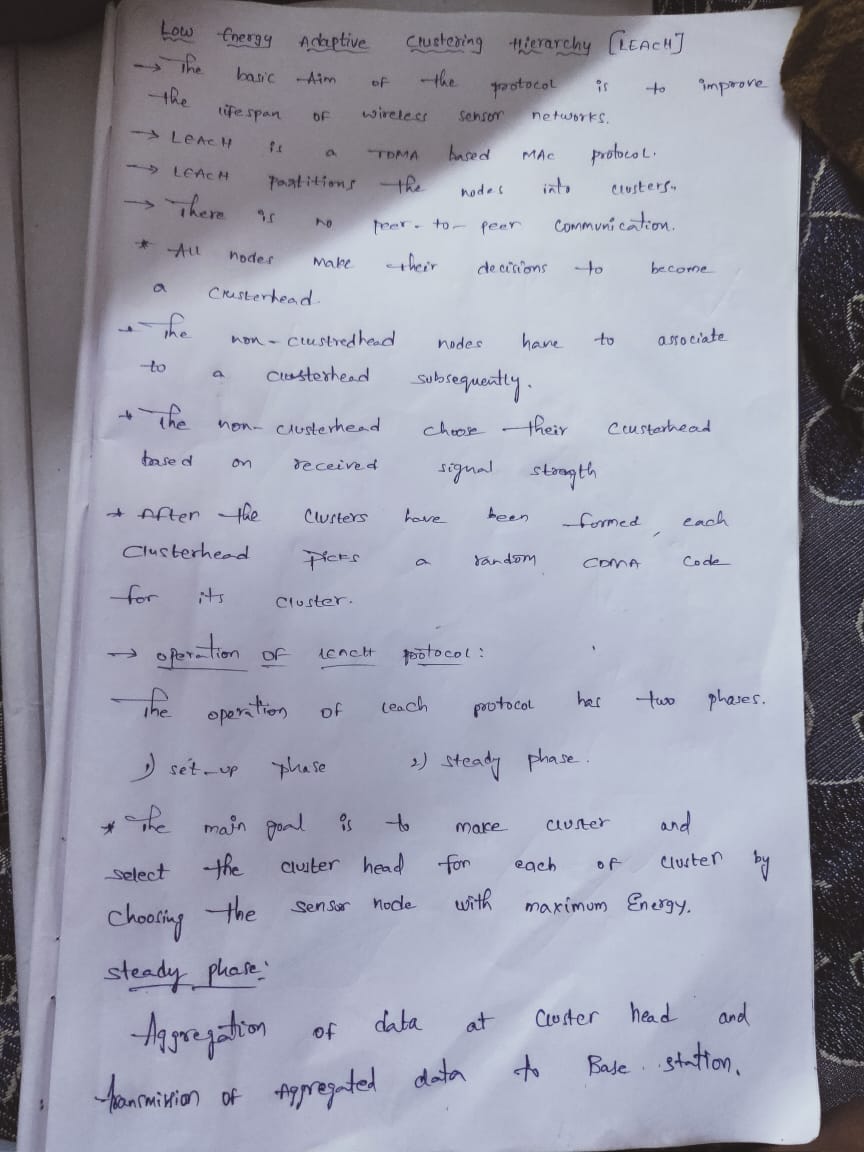 Low Energy Adaptive Clustering Hierarchy [LEACH]
→ The basic Aim of the protocol is to improve
the lifespan of wireless sensor networks.
→ LEACH is a TDMA based MAC protocol.
→ LEACH partitions the nodes into clusters.
→ There is no peer-to-peer communication.
* All nodes make their decisions to become
a clusterhead.
→ The non-clustredhead nodes have to associate
to a clusterhead subsequently.
→ The non-clusterhead choose their clusterhead
based on received signal strength
→ After the clusters have been formed, each
clusterhead picks a random CDMA code
for its cluster.
→ operation of leach protocol:
The operation of leach protocol has two phases.
1) set-up phase 2) steady phase.
* The main goal is to make cluster and
select the cluster head for each of cluster by
choosing the sensor node with maximum Energy.
steady phase:
Aggregation of data at cluster head and
Tranmision of Aggregated data to Base station.